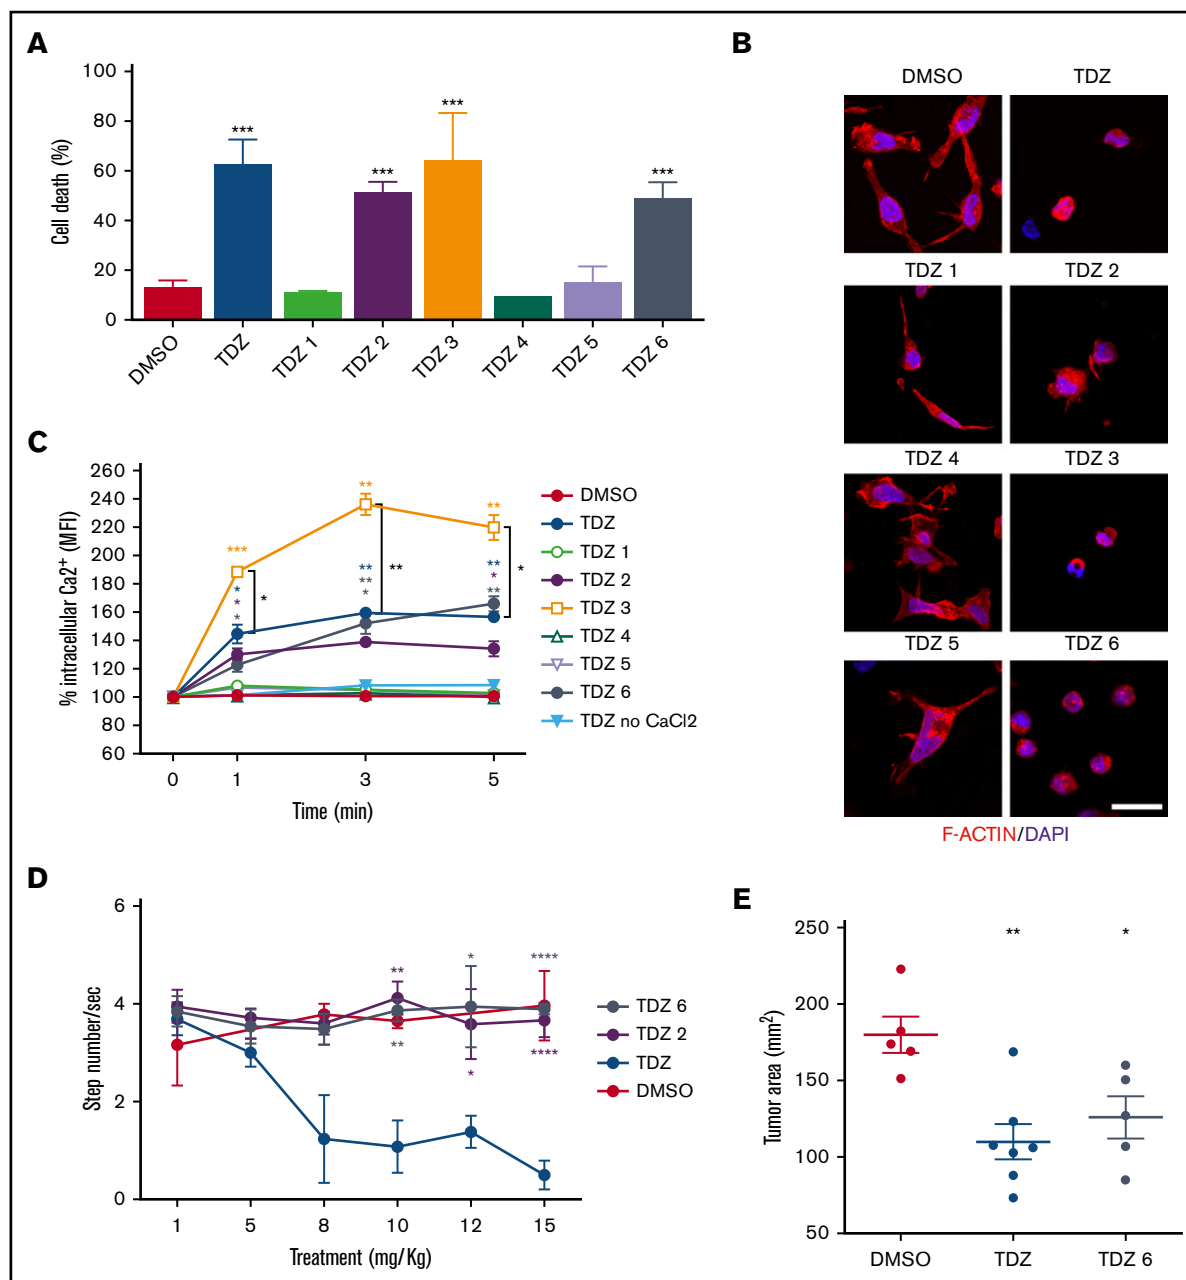 A
Cell death (%)
100
80
60
40
20
0
***
***
***
***
DMSO
TDZ
TDZ 1
TDZ 2
TDZ 3
TDZ 4
TDZ 5
TDZ 6
B
DMSO TDZ
TDZ 1 TDZ 2
TDZ 4 TDZ 3
TDZ 5 TDZ 6
F-ACTIN/DAPI
C
% intracellular Ca2+ (MFI)
260
240
220
200
180
160
140
120
100
80
60
***
*
*
*
*
**
**
**
*
**
**
**
*
**
*
0 1 3 5
Time (min)
DMSO
TDZ
TDZ 1
TDZ 2
TDZ 3
TDZ 4
TDZ 5
TDZ 6
TDZ no CaCl2
D
Step number/sec
6
4
2
0
** * ****
** * ****
1 5 8 10 12 15
Treatment (mg/Kg)
TDZ 6
TDZ 2
TDZ
DMSO
E
Tumor area (mm2)
250
200
150
100
50
** *
DMSO TDZ TDZ 6